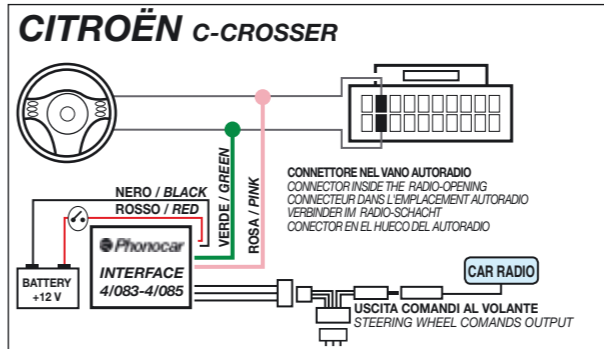 CITROËN C-CROSSER
CONNETTORE NEL VANO AUTORADIO
CONNECTOR INSIDE THE RADIO-OPENING
CONNECTEUR DANS L'EMPLACEMENT AUTORADIO
VERBINDER IM RADIO-SCHACHT
CONECTOR EN EL HUECO DEL AUTORADIO
VERDE / GREEN
ROSA / PINK
NERO / BLACK
ROSSO / RED
Phonocar
INTERFACE
4/083-4/085
BATTERY
+12 V
CAR RADIO
USCITA COMANDI AL VOLANTE
STEERING WHEEL COMANDS OUTPUT